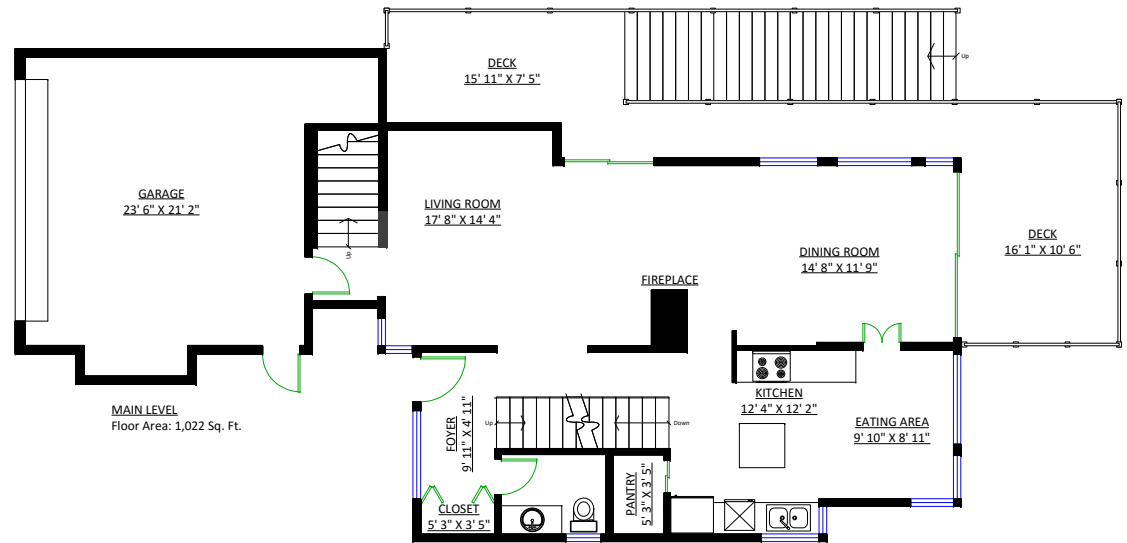 DECK
15' 11" X 7' 5"
Up
GARAGE
23' 6" X 21' 2"
LIVING ROOM
17' 8" X 14' 4"
Up
DINING ROOM
14' 8" X 11' 9"
DECK
16' 1" X 10' 6"
FIREPLACE
MAIN LEVEL
Floor Area: 1,022 Sq. Ft.
FOYER
9' 11" X 4' 11"
Up
Down
KITCHEN
12' 4" X 12' 2"
EATING AREA
9' 10" X 8' 11"
CLOSET
5' 3" X 3' 5"
PANTRY
5' 3" X 3' 5"